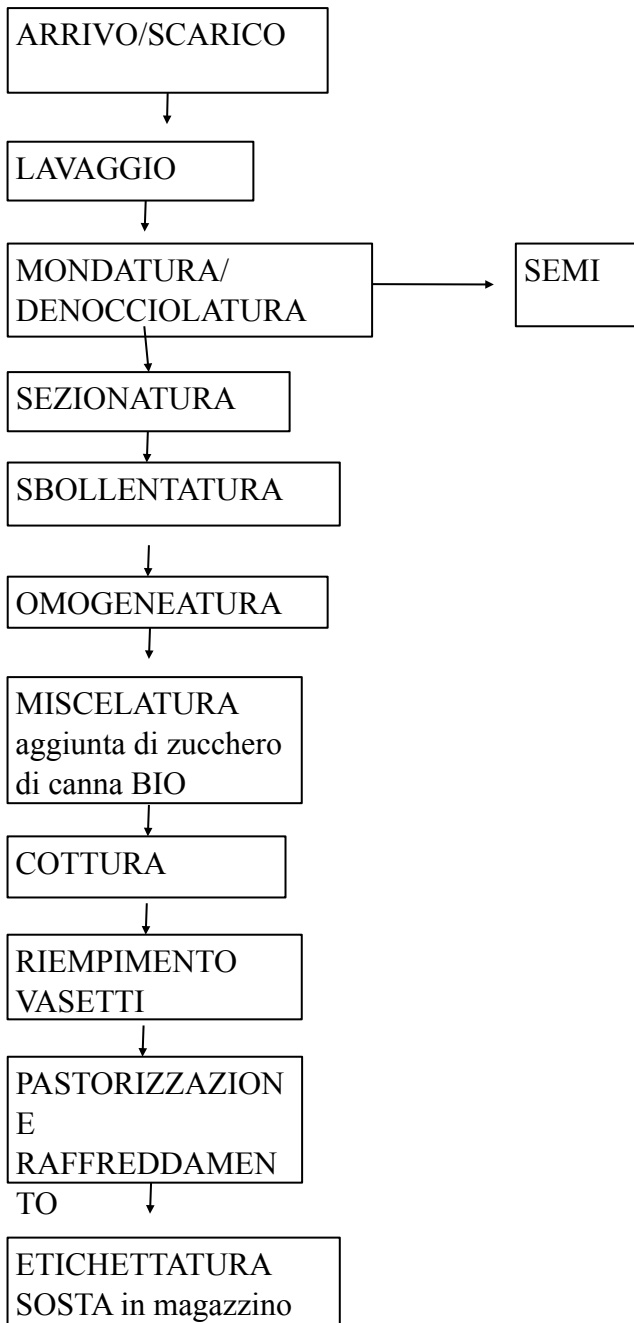 ARRIVO/SCARICO
LAVAGGIO
MONDATURA/
DENOCCIOLATURA
SEMI
SEZIONATURA
SBOLLENTATURA
OMOGENEATURA
MISCELATURA
aggiunta di zucchero
di canna BIO
COTTURA
RIEMPIMENTO
VASETTI
PASTORIZZAZION
E
RAFFREDDAMEN
TO
ETICHETTATURA
SOSTA in magazzino